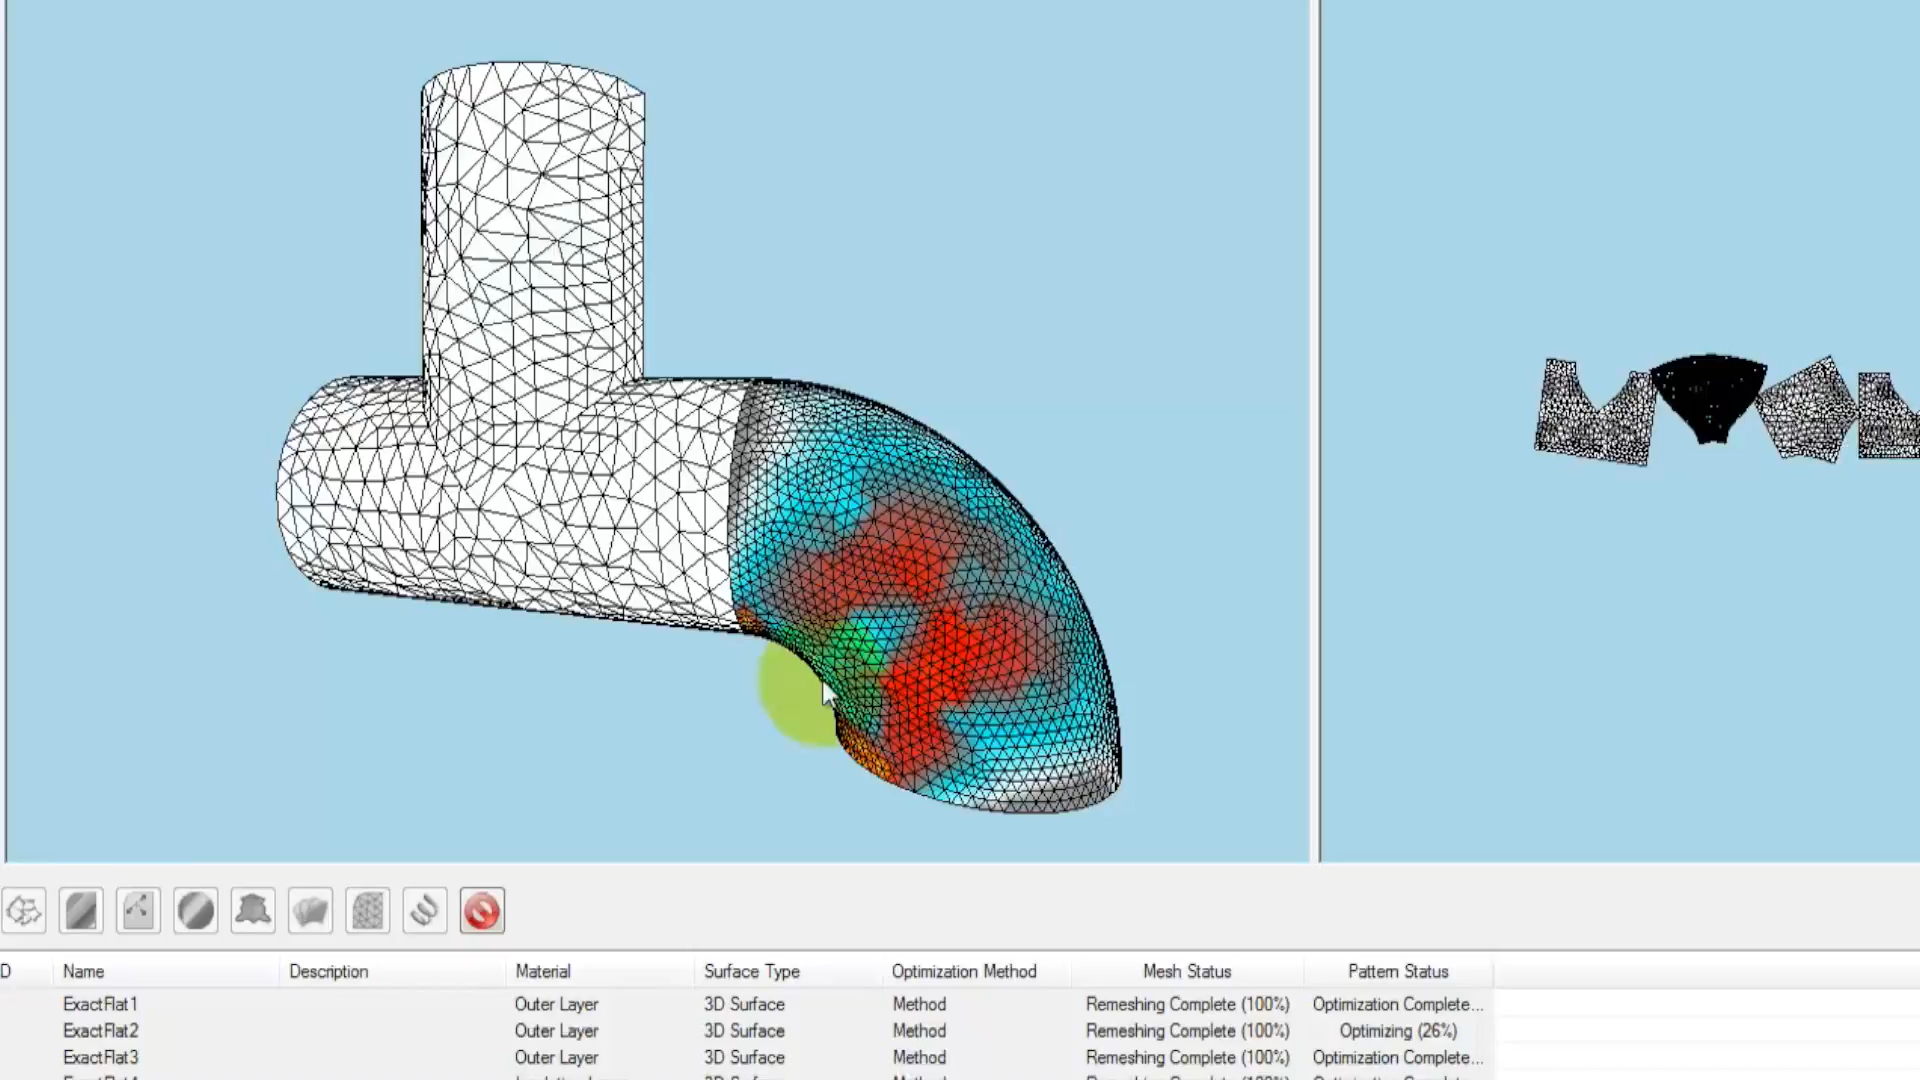 D Name Description Material Surface Type Optimization Method Mesh Status Pattern Status
ExactFlat1 Outer Layer 3D Surface Method Remeshing Complete (100%) Optimization Complete...
ExactFlat2 Outer Layer 3D Surface Method Remeshing Complete (100%) Optimizing (26%)
ExactFlat3 Outer Layer 3D Surface Method Remeshing Complete (100%) Optimization Complete...